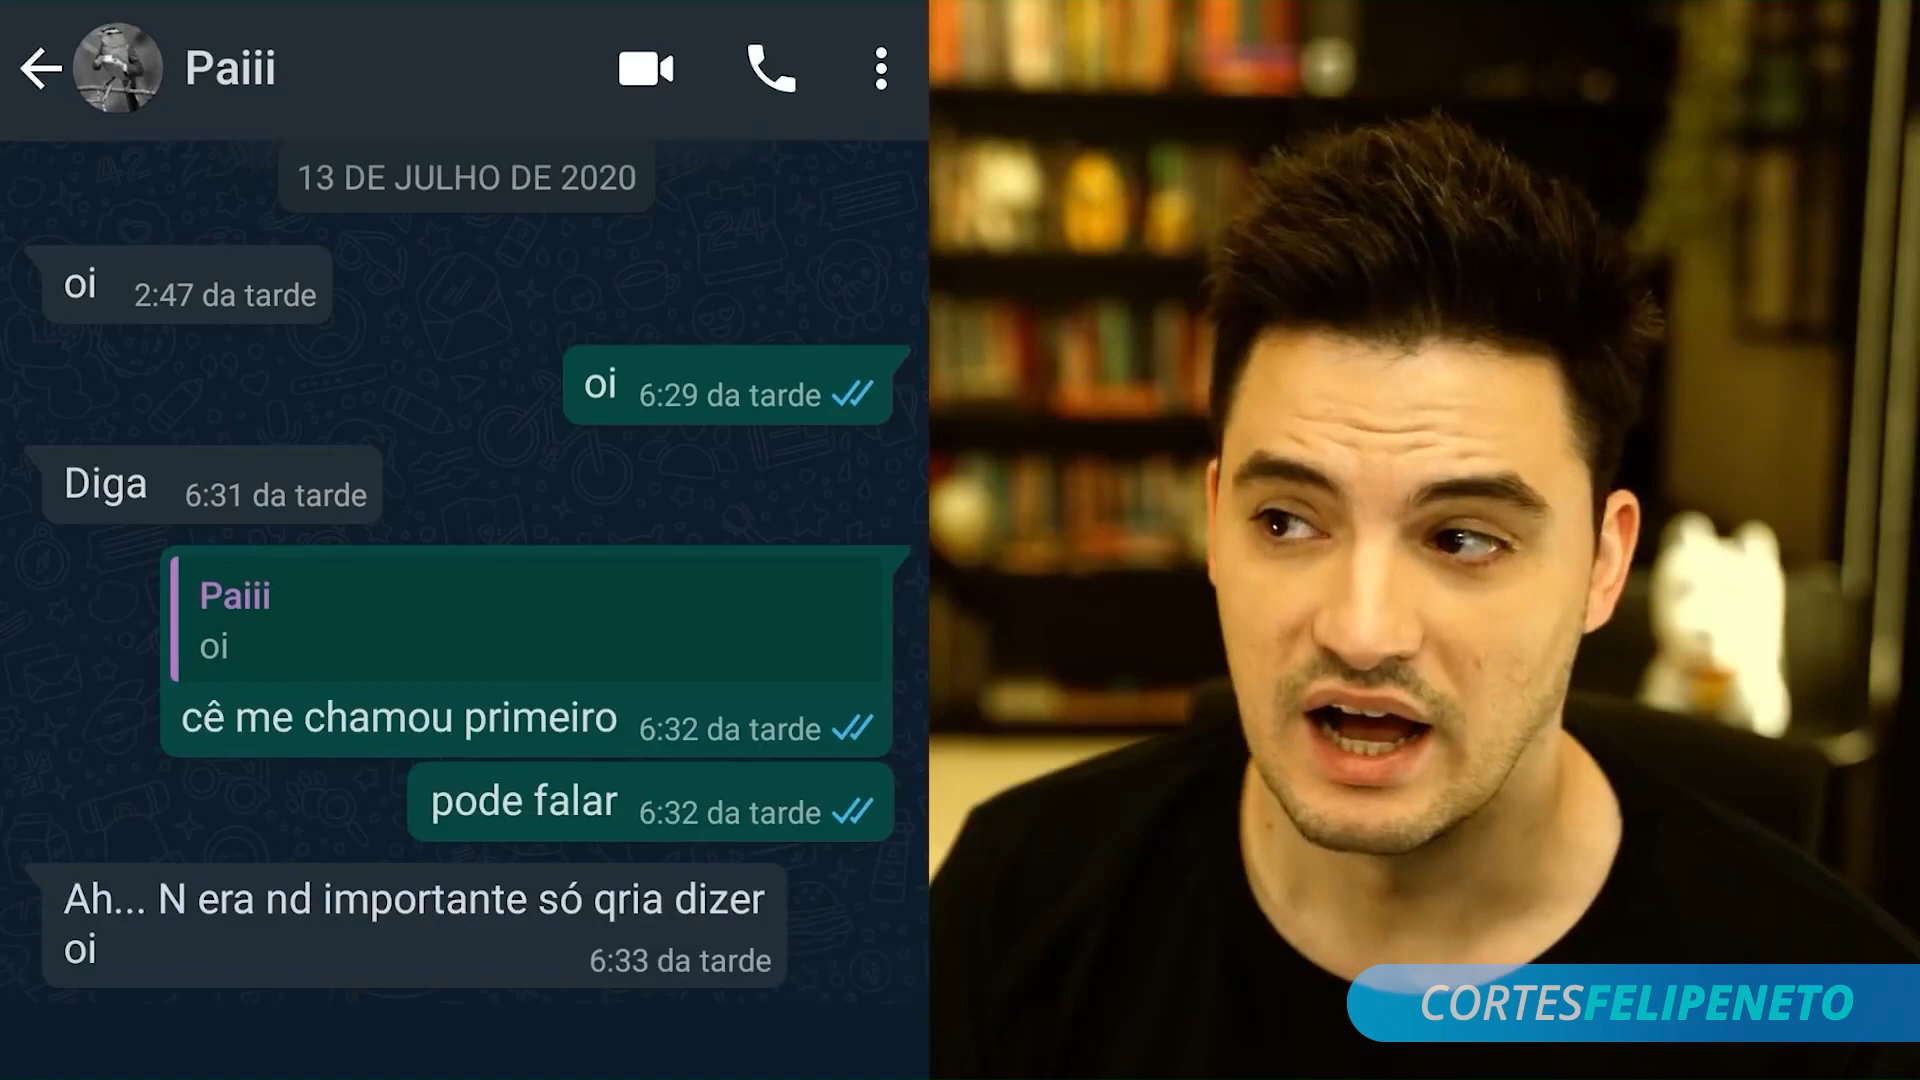 Paiii
13 DE JULHO DE 2020
oi 2:47 da tarde
oi 6:29 da tarde
Diga 6:31 da tarde
Paiii
oi
cê me chamou primeiro 6:32 da tarde
pode falar 6:32 da tarde
Ah... N era nd importante só qria dizer
oi 6:33 da tarde
CORTESFELIPENETO